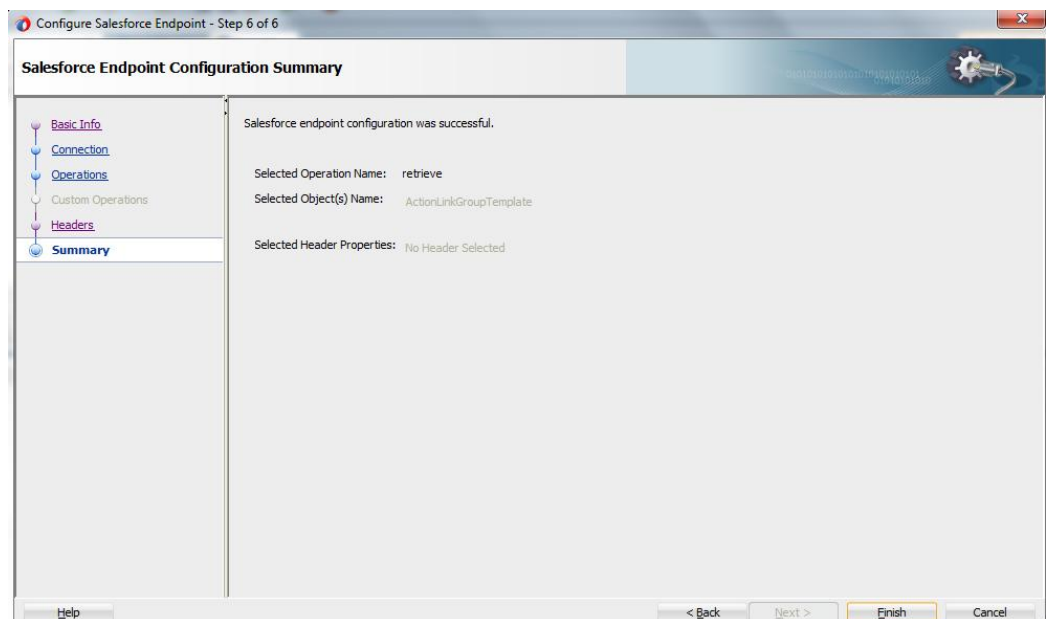 Configure Salesforce Endpoint - Step 6 of 6
x
Salesforce Endpoint Configuration Summary
Basic Info
Connection
Operations
Custom Operations
Headers
Summary
Salesforce endpoint configuration was successful.
Selected Operation Name: retrieve
Selected Object(s) Name: ActionLinkGroupTemplate
Selected Header Properties: No Header Selected
Help
< Back
Next >
Finish
Cancel